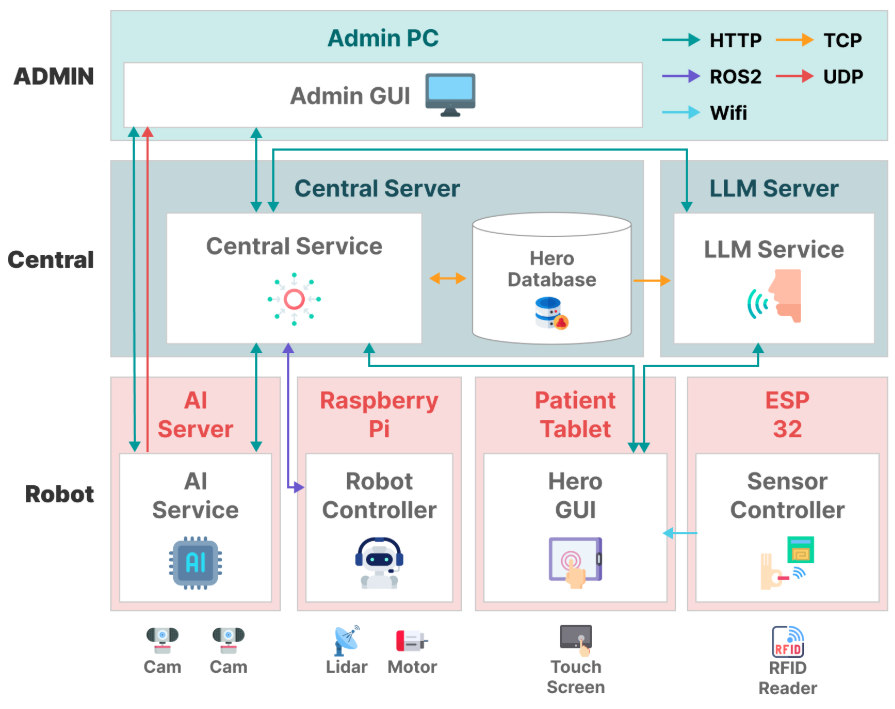 Admin PC
HTTP
TCP
ADMIN
Admin GUI
ROS2
UDP
Wifi
Central Server
LLM Server
Central
Central Service
Hero
Database
LLM Service
AI
Server
Raspberry
Pi
Patient
Tablet
ESP
32
Robot
AI
Service
AI
Robot
Controller
Hero
GUI
Sensor
Controller
Cam
Cam
Lidar
Motor
Touch
Screen
RFID
RFID
Reader